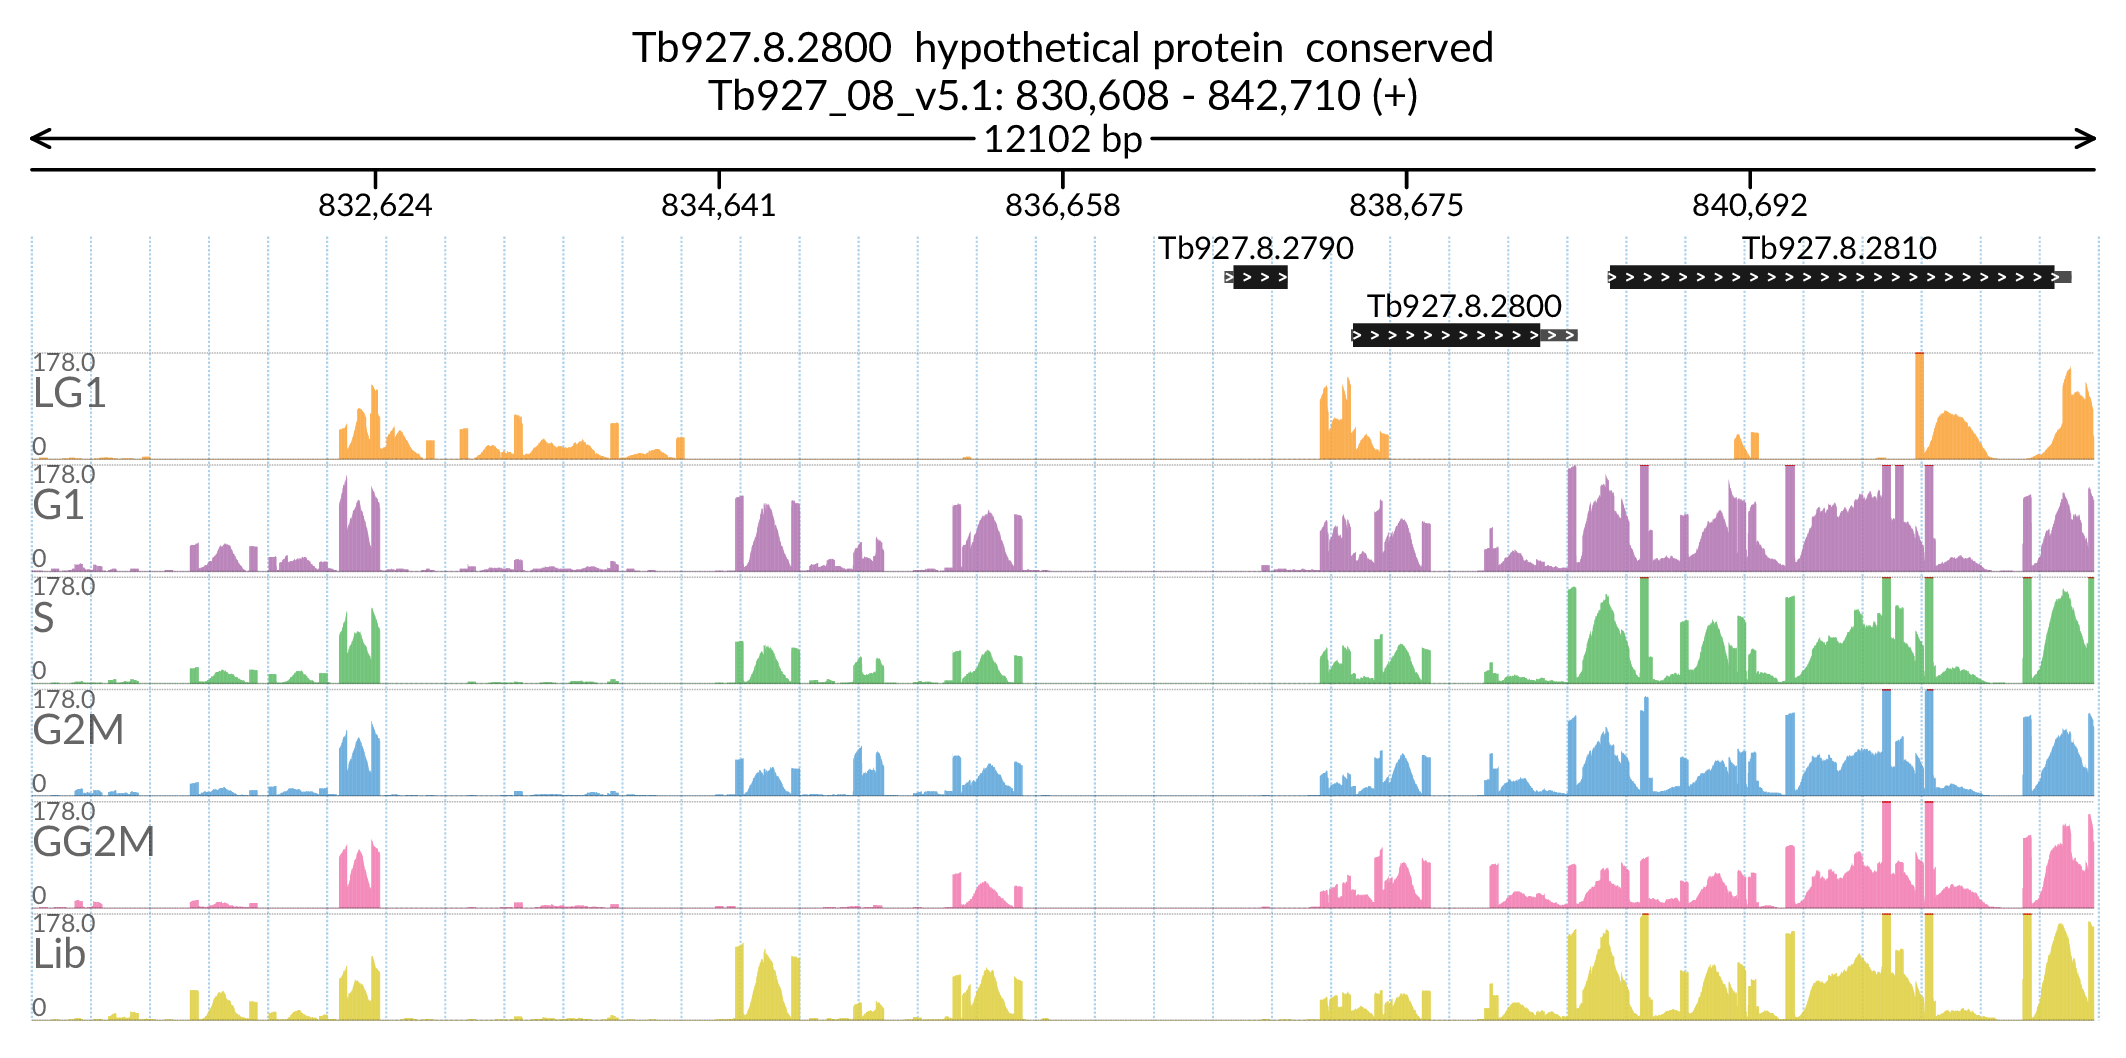 Tb927.8.2800 hypothetical protein conserved
Tb927_08_v5.1: 830,608 - 842,710 (+)
12102 bp
832,624 834,641 836,658 838,675 840,692
Tb927.8.2790 Tb927.8.2810
Tb927.8.2800
178.0
LG1
0
178.0
G1
0
178.0
S
0
178.0
G2M
0
178.0
GG2M
0
178.0
Lib
0